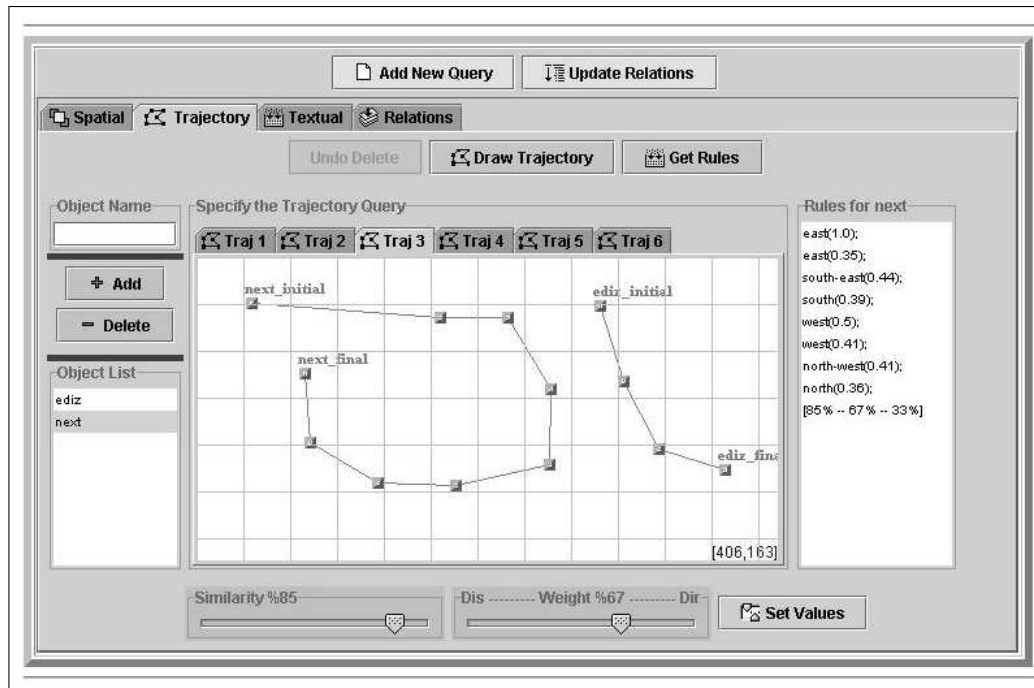 Add New Query Update Relations
Spatial Trajectory Textual Relations
Undo Delete Draw Trajectory Get Rules
Object Name
Add
Delete
Object List
ediz
next
Specify the Trajectory Query
Traj 1 Traj 2 Traj 3 Traj 4 Traj 5 Traj 6
next_initial
ediz_initial
next_final
ediz_fina
[406,163]
Rules for next
east(1.0);
east(0.35);
south-east(0.44);
south(0.39);
west(0.5);
west(0.41);
north-west(0.41);
north(0.36);
[85% -- 67% -- 33%]
Similarity %85
Dis -------- Weight %67 -------- Dir
Set Values